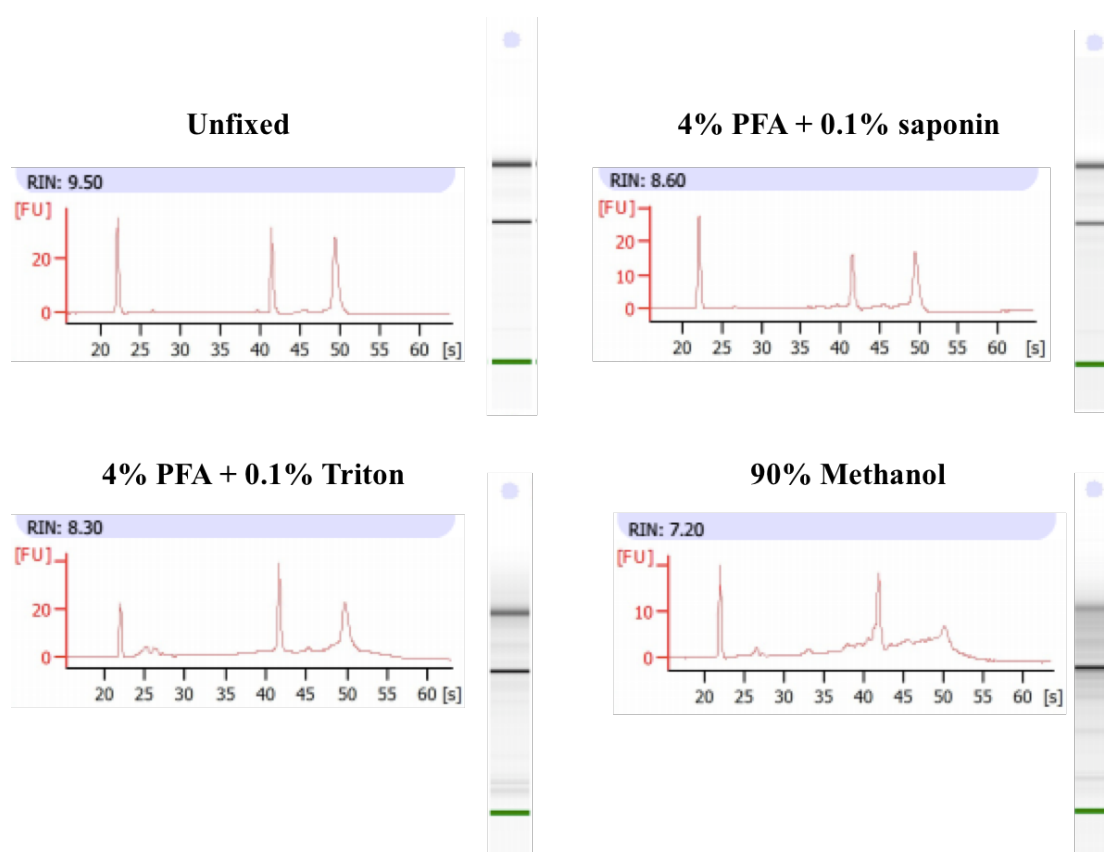 Unfixed
RIN: 9.50
[FU]
20
0
20 25 30 35 40 45 50 55 60 [s]
4% PFA + 0.1% saponin
RIN: 8.60
[FU]
20
10
0
20 25 30 35 40 45 50 55 60 [s]
4% PFA + 0.1% Triton
RIN: 8.30
[FU]
20
0
20 25 30 35 40 45 50 55 60 [s]
90% Methanol
RIN: 7.20
[FU]
10
0
20 25 30 35 40 45 50 55 60 [s]